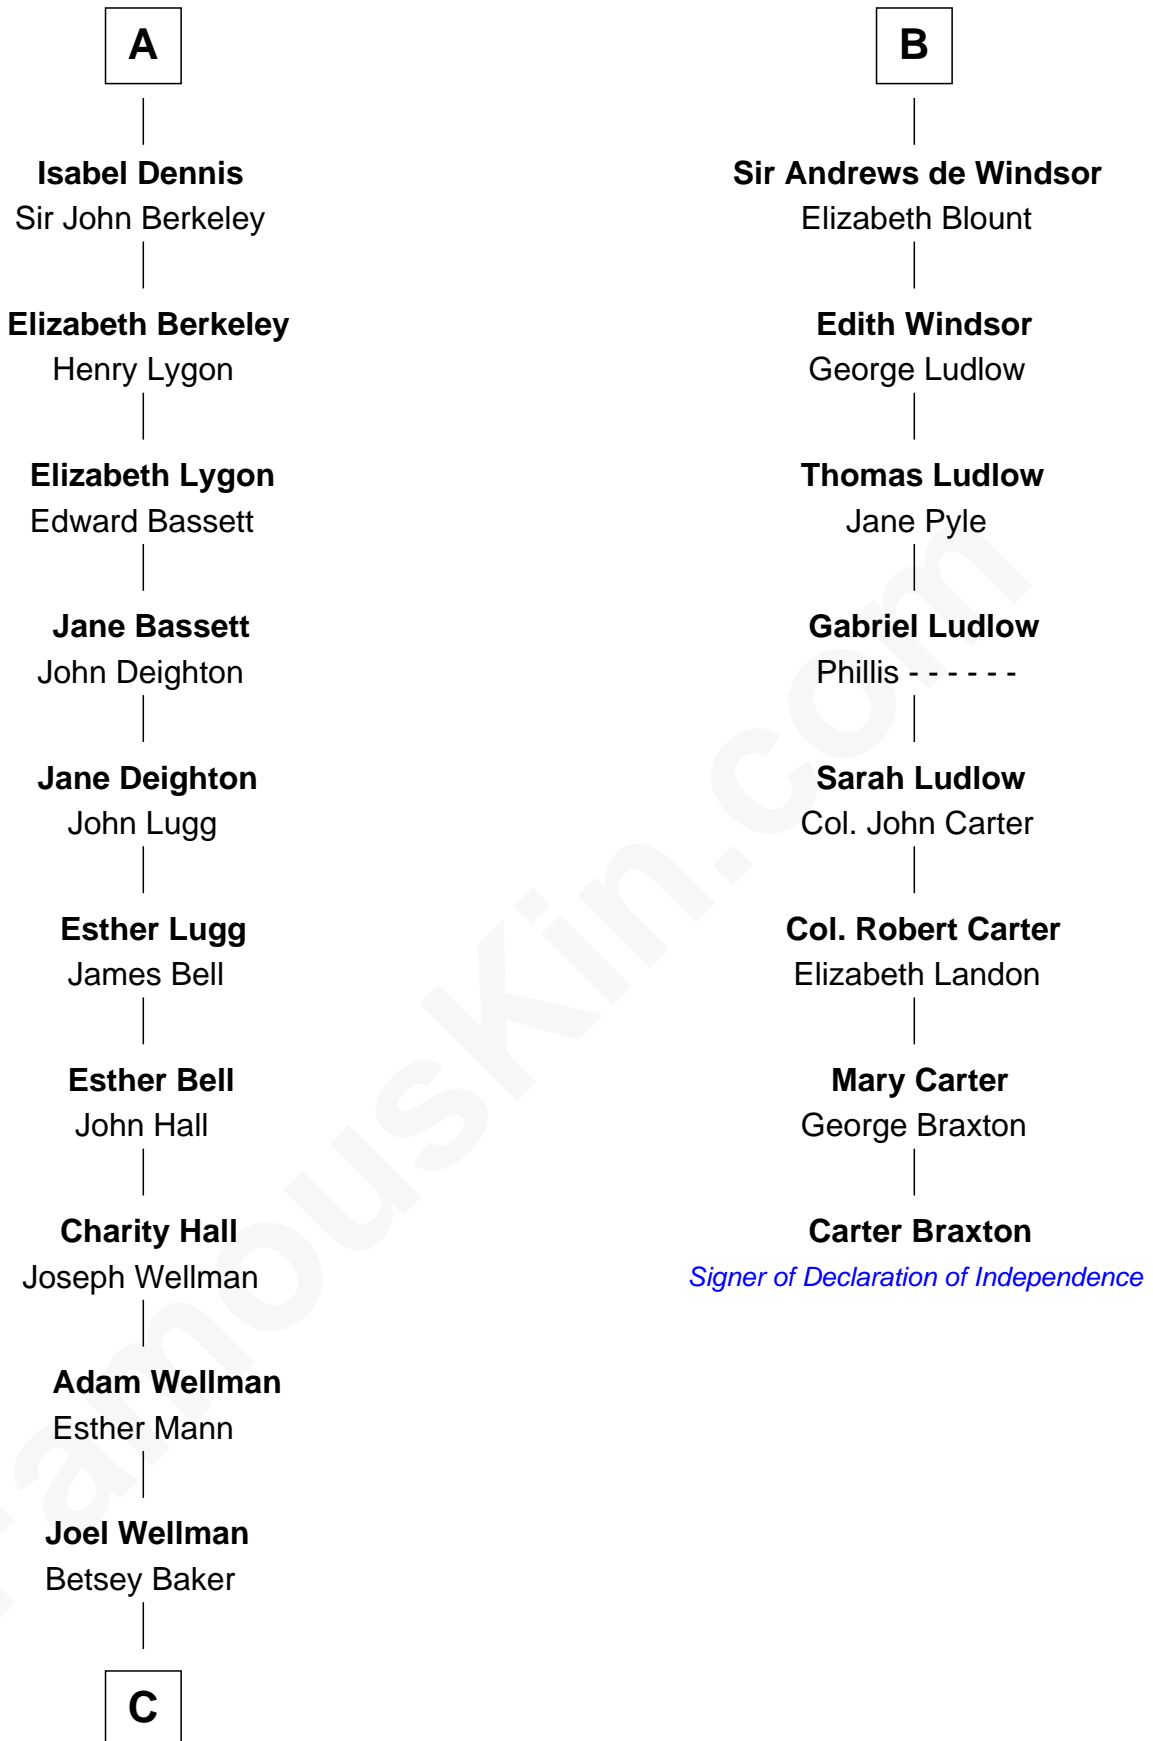 A
Isabel Dennis
Sir John Berkeley
Elizabeth Berkeley
Henry Lygon
Elizabeth Lygon
Edward Bassett
Jane Bassett
John Deighton
Jane Deighton
John Lugg
Esther Lugg
James Bell
Esther Bell
John Hall
Charity Hall
Joseph Wellman
Adam Wellman
Esther Mann
Joel Wellman
Betsey Baker
C
B
Sir Andrews de Windsor
Elizabeth Blount
Edith Windsor
George Ludlow
Thomas Ludlow
Jane Pyle
Gabriel Ludlow
Phillis - - - - - -
Sarah Ludlow
Col. John Carter
Col. Robert Carter
Elizabeth Landon
Mary Carter
George Braxton
Carter Braxton
Signer of Declaration of Independence
FamousKin.com